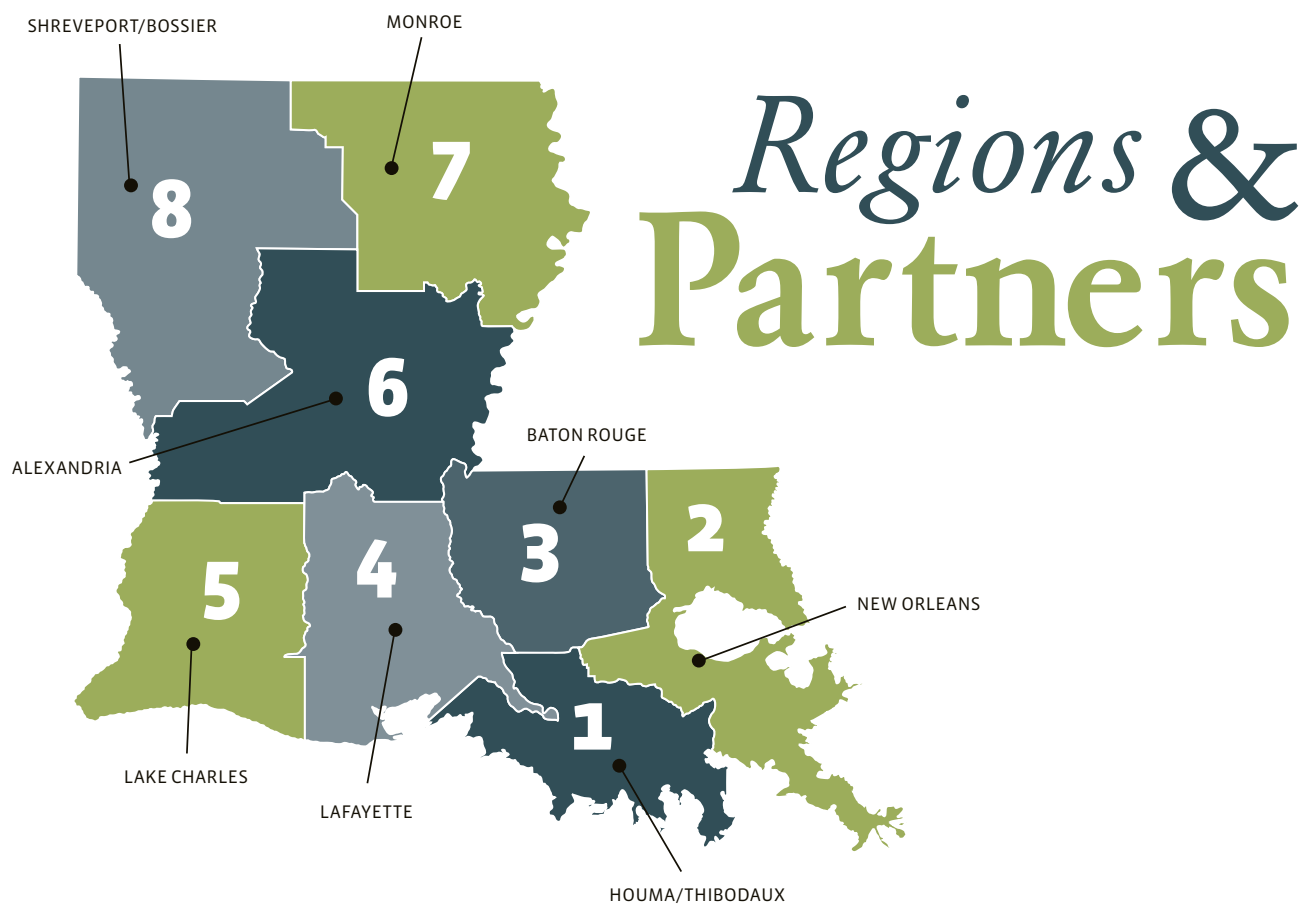 SHREVEPORT/BOSSIER
MONROE
Regions &
Partners
8
7
6
ALEXANDRIA
BATON ROUGE
3
2
5
4
NEW ORLEANS
1
LAKE CHARLES
LAFAYETTE
HOUMA/THIBODAUX